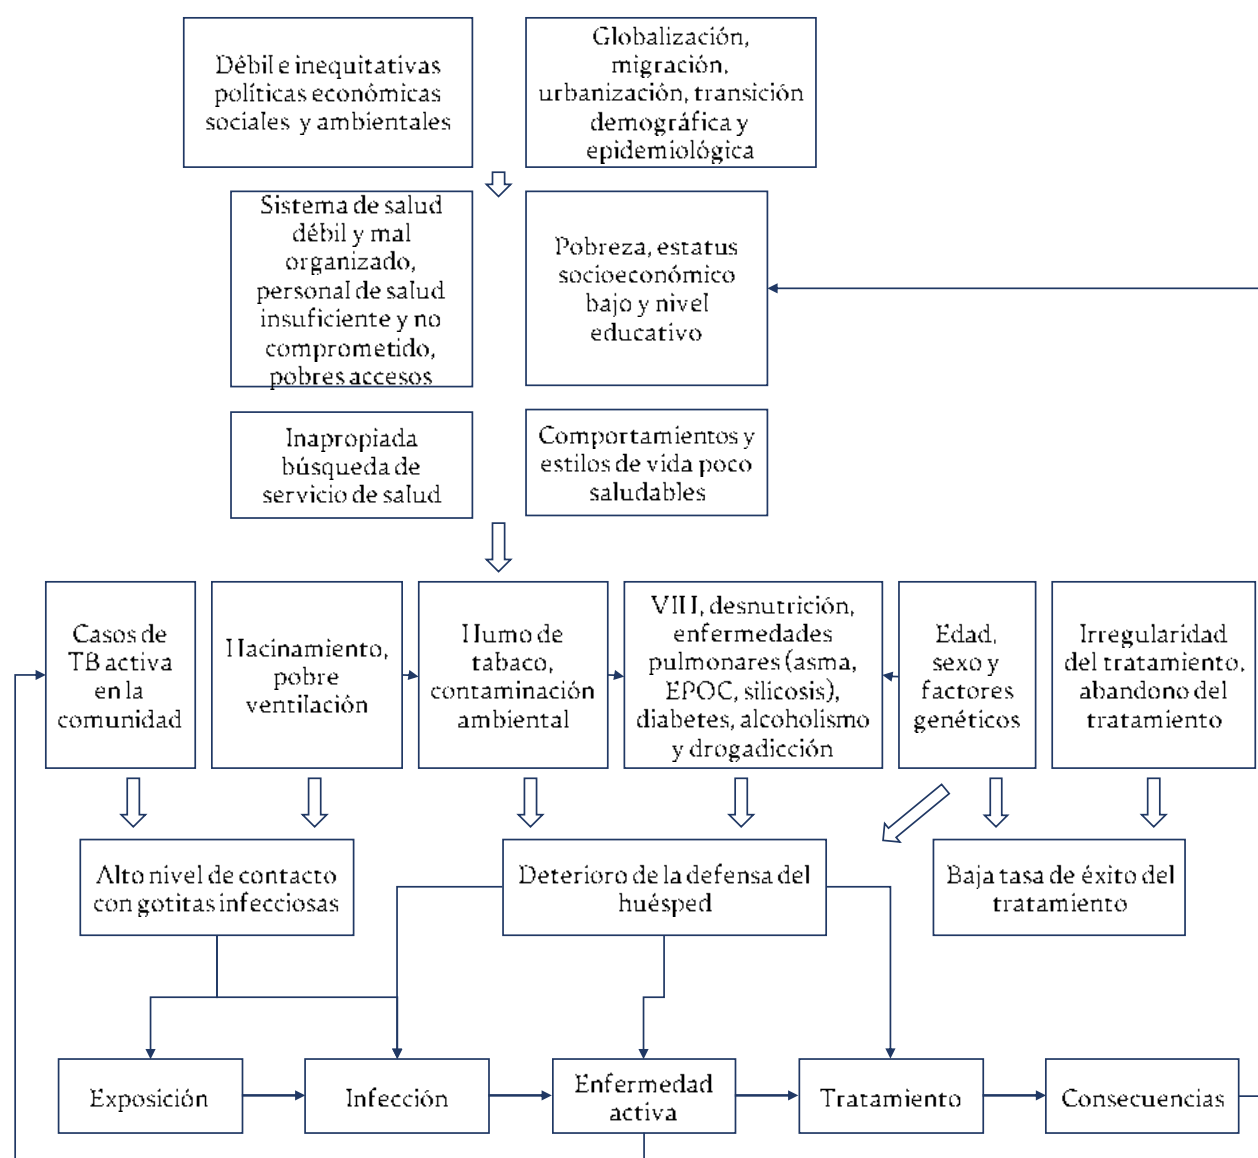 Débil e inequitativas
políticas económicas
sociales y ambientales
Globalización,
migración,
urbanización, transición
demográfica y
epidemiológica
Sistema de salud
débil y mal
organizado,
personal de salud
insuficiente y no
comprometido,
pobres accesos
Pobreza, estatus
socioeconómico
bajo y nivel
educativo
Inapropiada
búsqueda de
servicio de salud
Comportamientos y
estilos de vida poco
saludables
Casos de
TB activa
en la
comunidad
Hacinamiento,
pobre
ventilación
Humo de
tabaco,
contaminación
ambiental
VIH, desnutrición,
enfermedades
pulmonares (asma,
EPOC, silicosis),
diabetes, alcoholismo
y drogadicción
Edad,
sexo y
factores
genéticos
Irregularidad
del tratamiento,
abandono del
tratamiento
Alto nivel de contacto
con gotitas infecciosas
Deterioro de la defensa del
huésped
Baja tasa de éxito del
tratamiento
Exposición
Infección
Enfermedad
activa
Tratamiento
Consecuencias